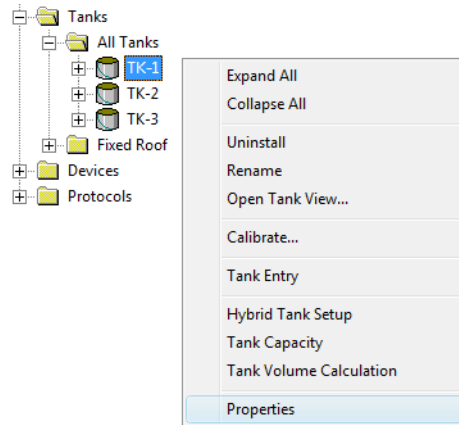 Tanks
All Tanks
TK-1
TK-2
TK-3
Fixed Roof
Devices
Protocols
Expand All
Collapse All
Uninstall
Rename
Open Tank View...
Calibrate...
Tank Entry
Hybrid Tank Setup
Tank Capacity
Tank Volume Calculation
Properties